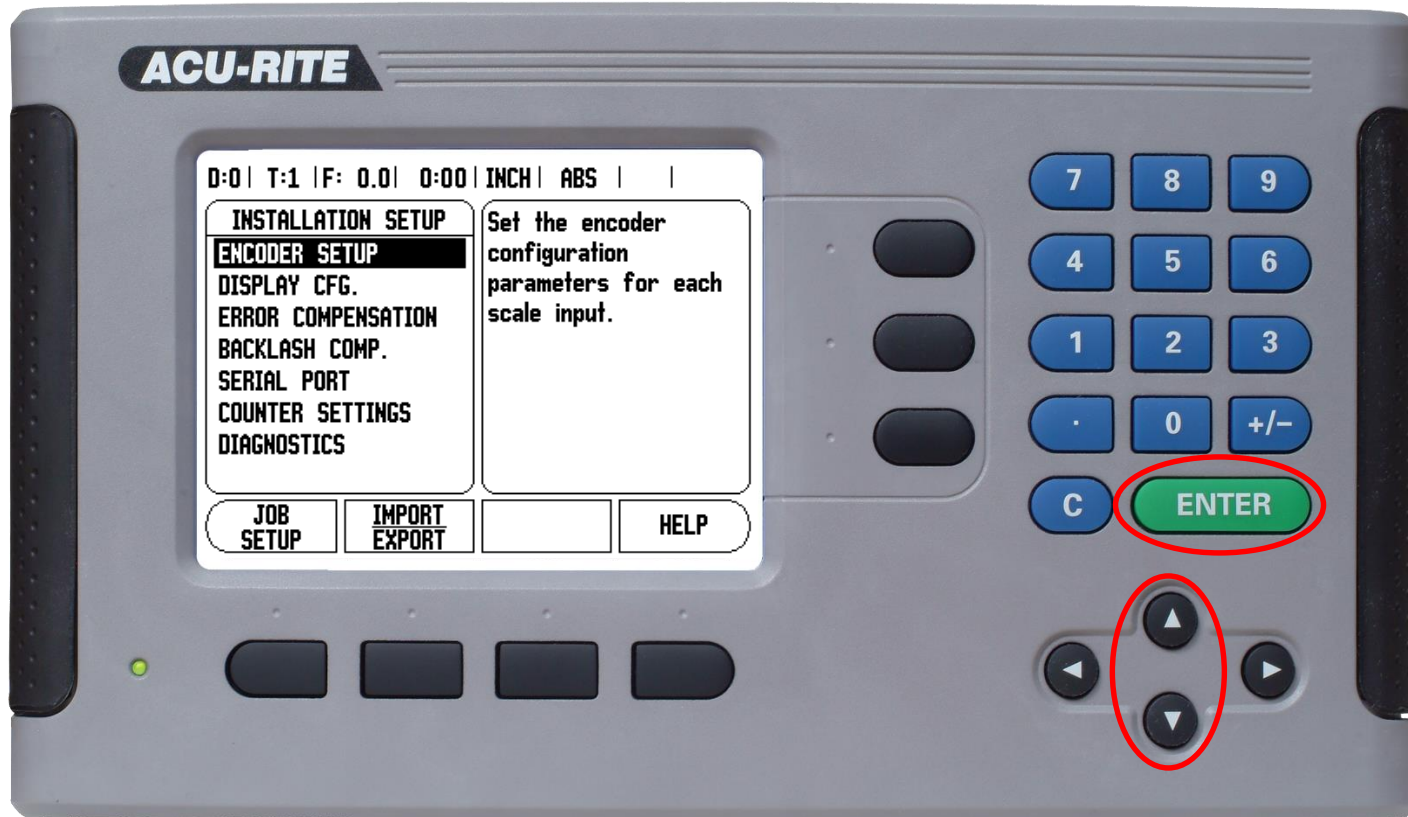 ACU-RITE
D:0 | T:1 | F: 0.0 | 0:00 | INCH | ABS | |
INSTALLATION SETUP
ENCODER SETUP
DISPLAY CFG.
ERROR COMPENSATION
BACKLASH COMP.
SERIAL PORT
COUNTER SETTINGS
DIAGNOSTICS
Set the encoder
configuration
parameters for each
scale input.
JOB
SETUP
IMPORT
EXPORT
HELP
7 8 9
4 5 6
1 2 3
. 0 +/-
C ENTER